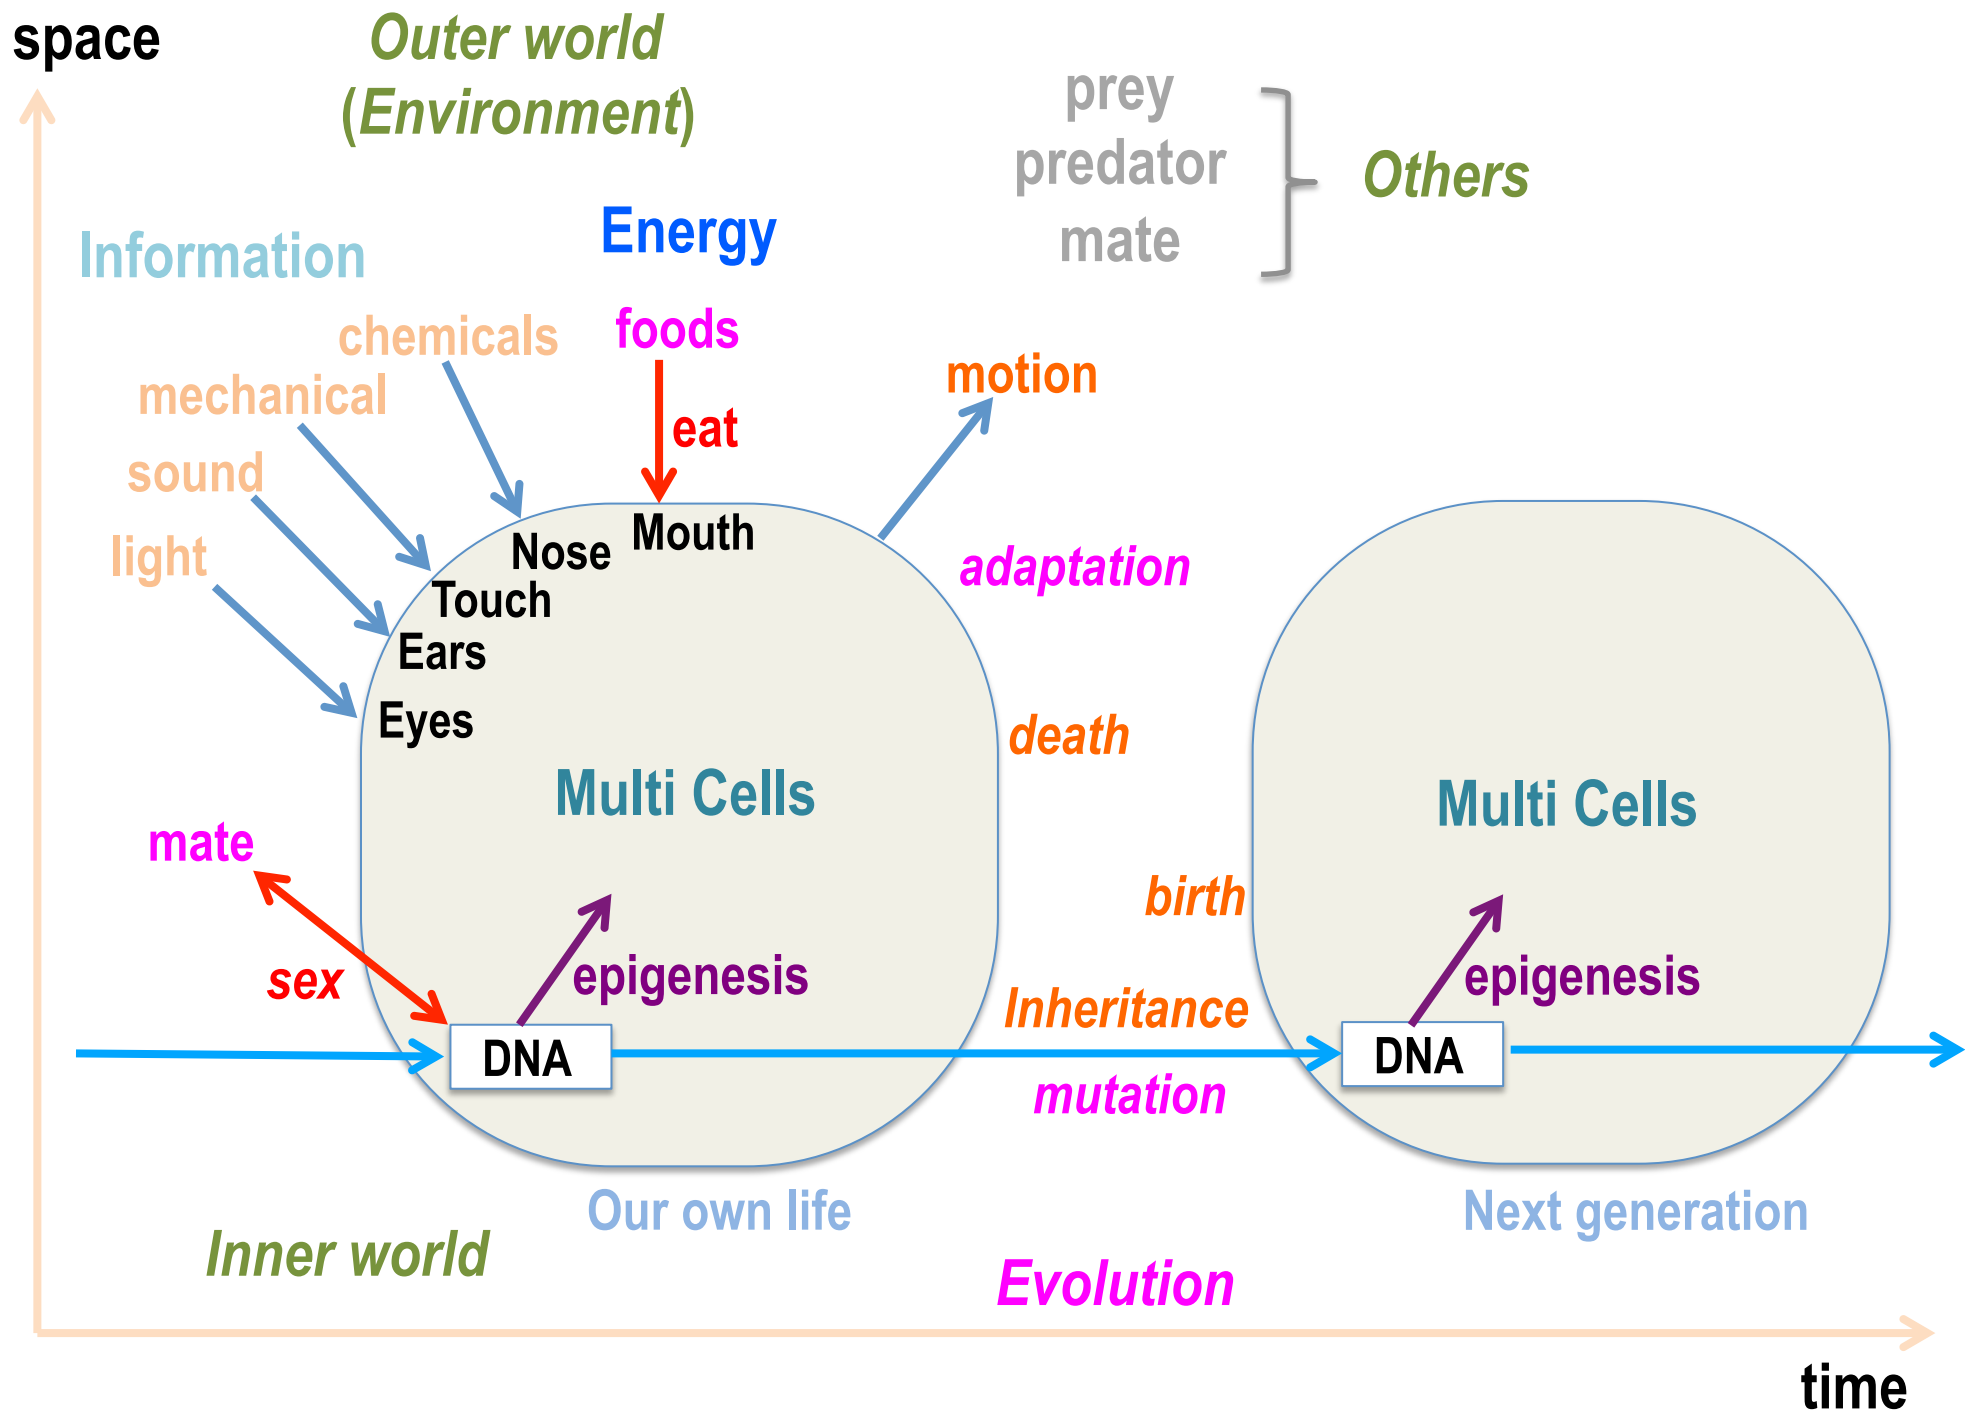 space
Outer world
(Environment)
prey
predator
mate
Others
Information
Energy
chemicals
foods
mechanical
motion
eat
sound
light
Mouth
Nose
adaptation
Touch
Ears
Eyes
death
Multi Cells
Multi Cells
mate
birth
sex
epigenesis
epigenesis
Inheritance
DNA
DNA
mutation
Our own life
Next generation
Inner world
Evolution
time